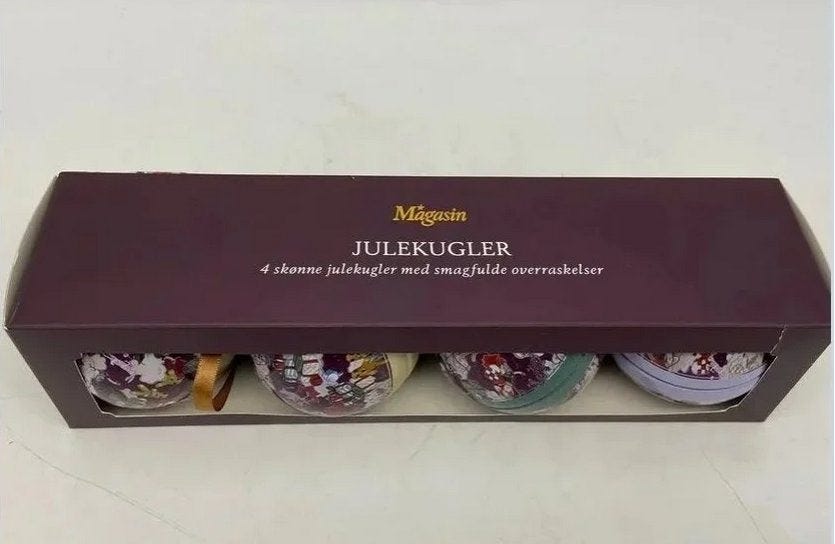 Magasin
JULEKUGLER
4 skønne julekugler med smagfulde overraskelser